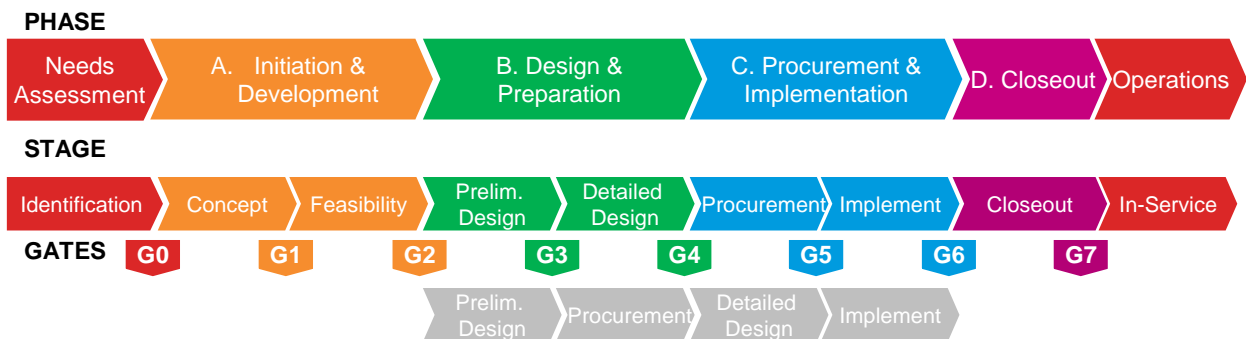 PHASE
Needs
Assessment
A. Initiation &
Development
B. Design &
Preparation
C. Procurement &
Implementation
D. Closeout
Operations
STAGE
Identification
Concept
Feasibility
Prelim.
Design
Detailed
Design
Procurement
Implement
Closeout
In-Service
GATES
G0
G1
G2
G3
G4
G5
G6
G7
Prelim.
Design
Procurement
Detailed
Design
Implement